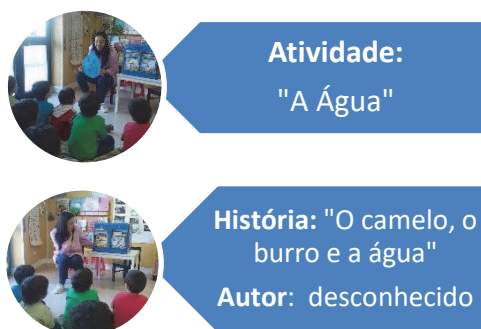 Atividade:
"A Água"
História: "O camelo, o
burro e a água"
Autor: desconhecido